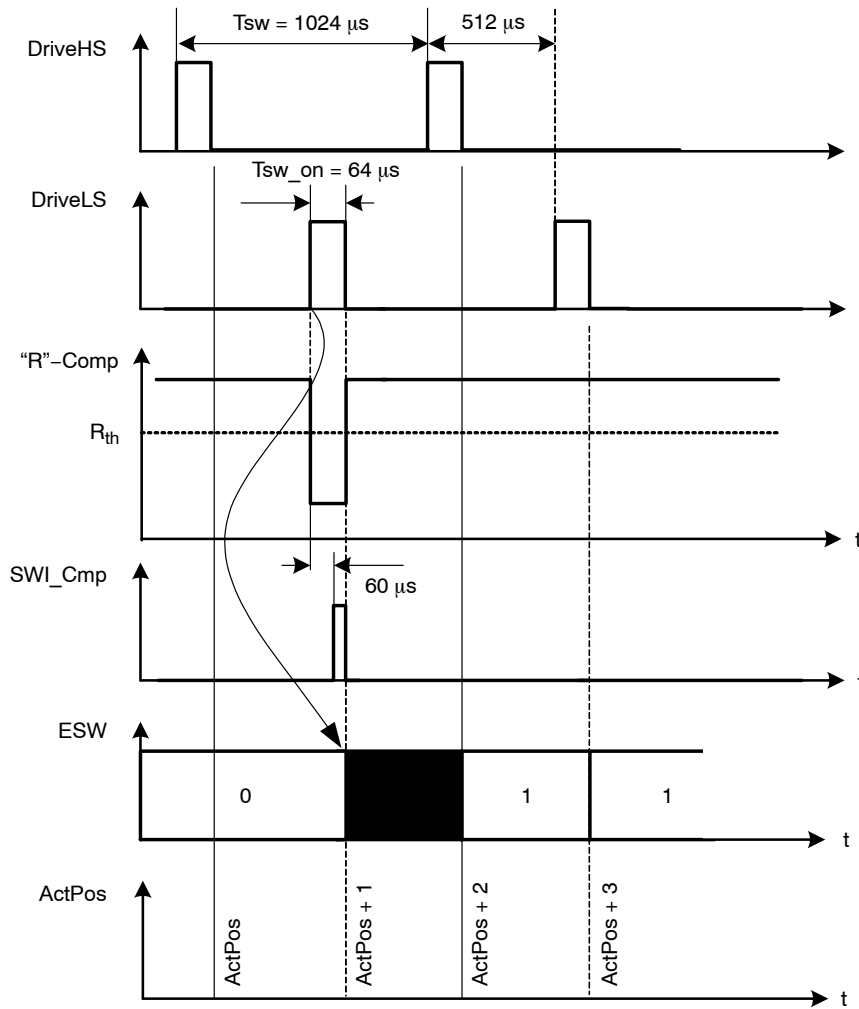 Tsw = 1024 μs
512 μs
DriveHS
Tsw_on = 64 μs
DriveLS
“R”−Comp
Rth
t
SWI_Cmp
60 μs
ESW
0
1
1
t
ActPos
ActPos
ActPos + 1
ActPos + 2
ActPos + 3
t